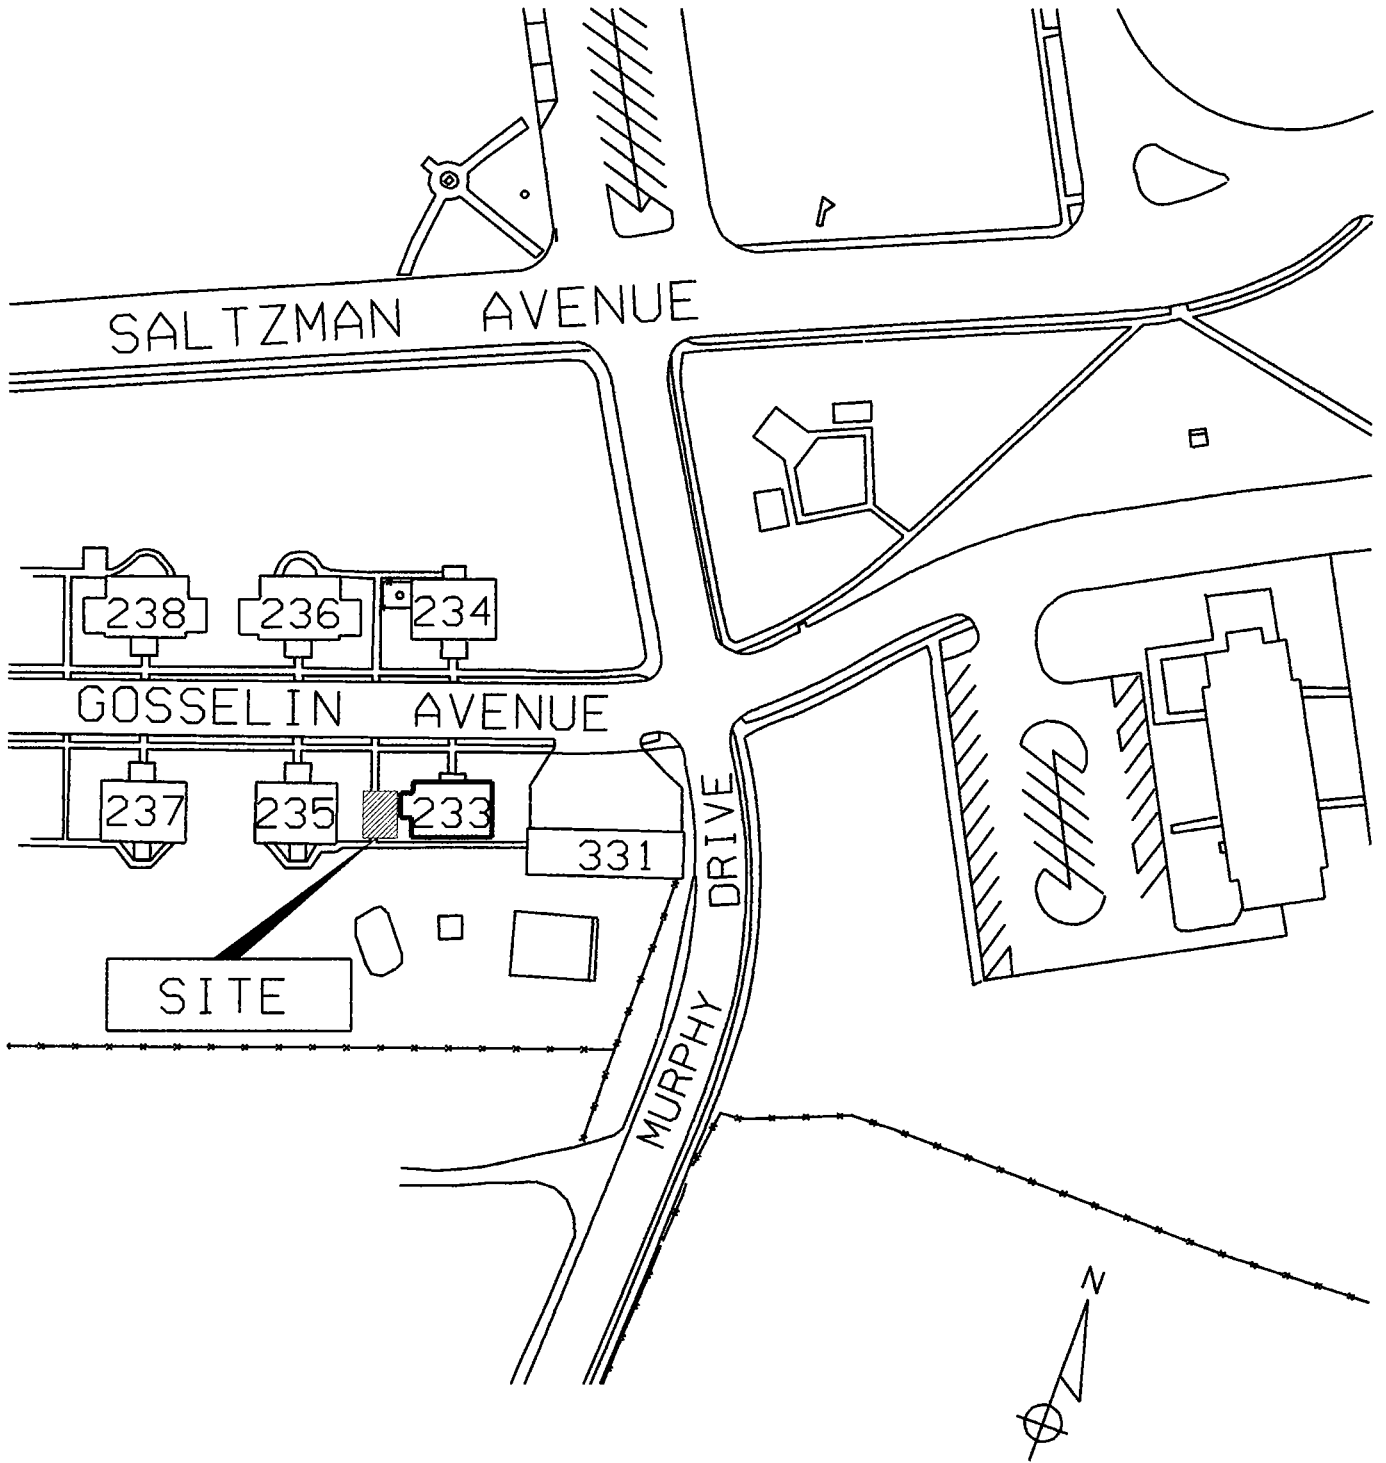 SALTZMAN AVENUE
238 236 234
GOSSELIN AVENUE
237 235 233
331
MURPHY DRIVE
SITE
N